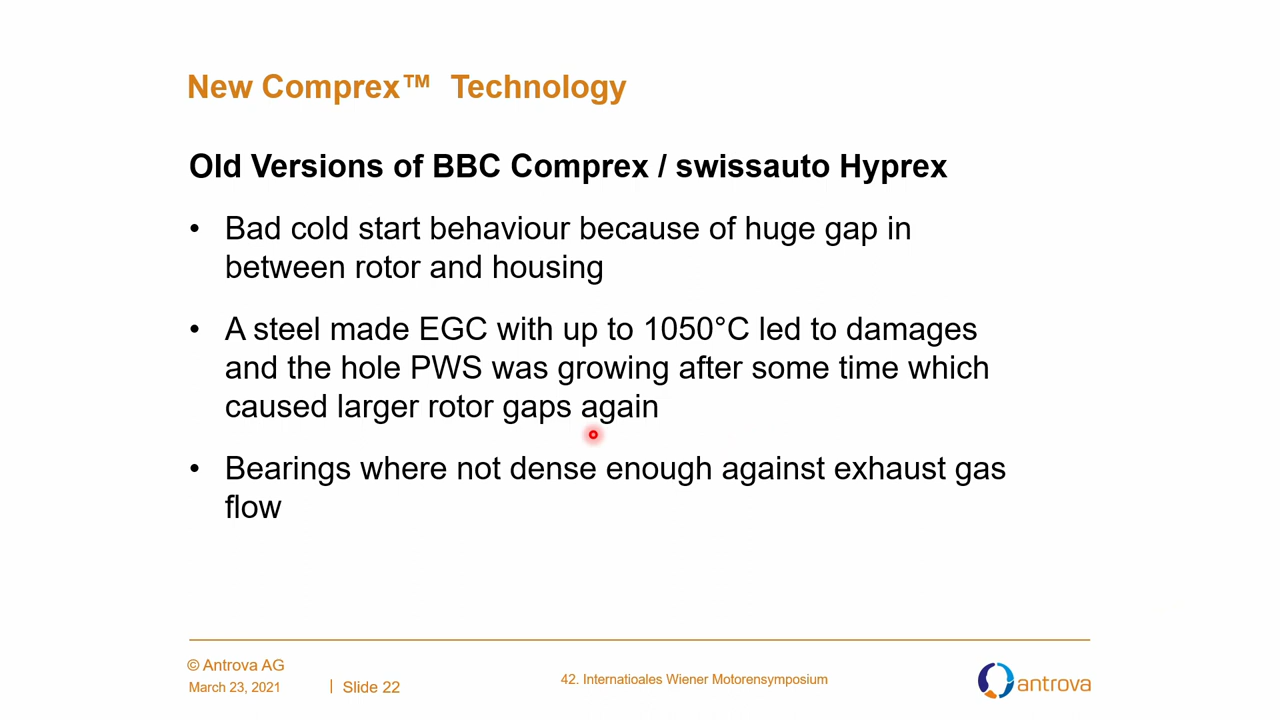 New Comprex™ Technology
Old Versions of BBC Comprex / swissauto Hyprex
• Bad cold start behaviour because of huge gap in
between rotor and housing
• A steel made EGC with up to 1050°C led to damages
and the hole PWS was growing after some time which
caused larger rotor gaps again
• Bearings where not dense enough against exhaust gas
flow
© Antrova AG
March 23, 2021 | Slide 22
42. Internatioales Wiener Motorensymposium
antrova